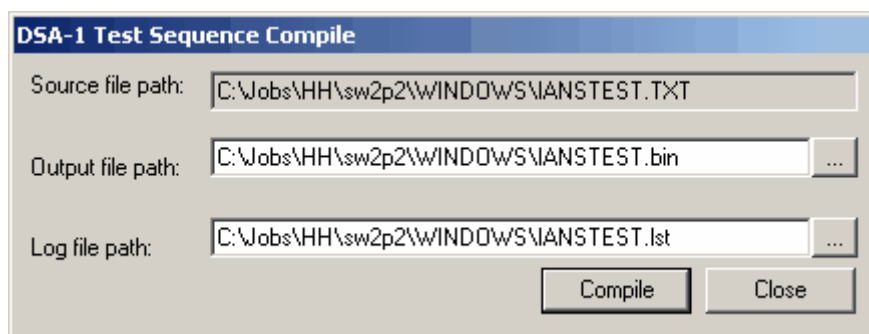 DSA-1 Test Sequence Compile
Source file path: C:\Jobs\HH\sw2p2\WINDOWS\IANSTEST.TXT
Output file path: C:\Jobs\HH\sw2p2\WINDOWS\IANSTEST.bin ...
Log file path: C:\Jobs\HH\sw2p2\WINDOWS\IANSTEST.lst ...
Compile Close